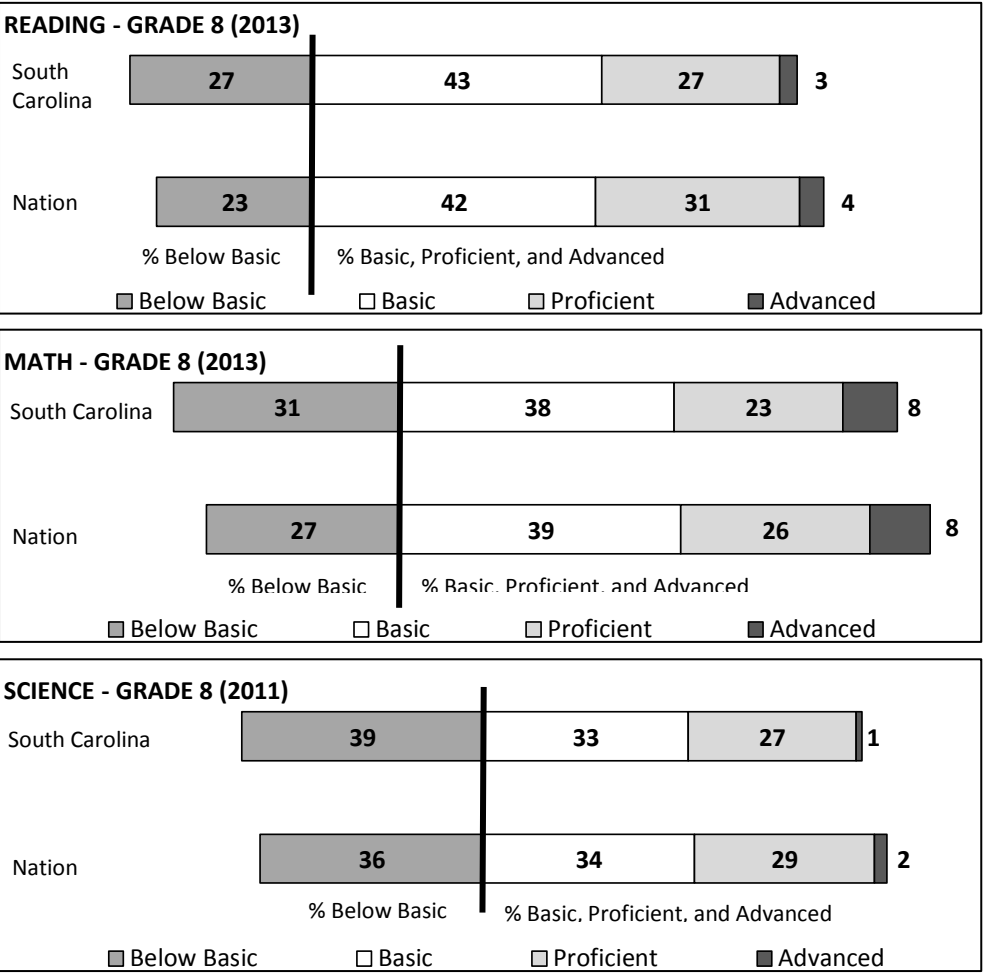 READING - GRADE 8 (2013)
South
Carolina
27 43 27 3
Nation 23 42 31 4
% Below Basic % Basic, Proficient, and Advanced
Below Basic Basic Proficient Advanced
MATH - GRADE 8 (2013)
South Carolina 31 38 23 8
Nation 27 39 26 8
% Below Basic % Basic, Proficient, and Advanced
Below Basic Basic Proficient Advanced
SCIENCE - GRADE 8 (2011)
South Carolina 39 33 27 1
Nation 36 34 29 2
% Below Basic % Basic, Proficient, and Advanced
Below Basic Basic Proficient Advanced